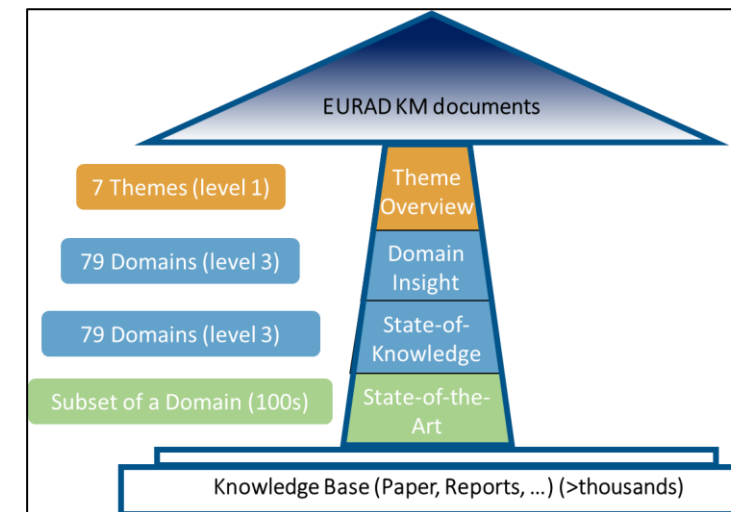 EURAD KM documents
7 Themes (level 1)
Theme
Overview
79 Domains (level 3)
Domain
Insight
79 Domains (level 3)
State-of-
Knowledge
Subset of a Domain (100s)
State-of-the-
Art
Knowledge Base (Paper, Reports, ...) (>thousands)